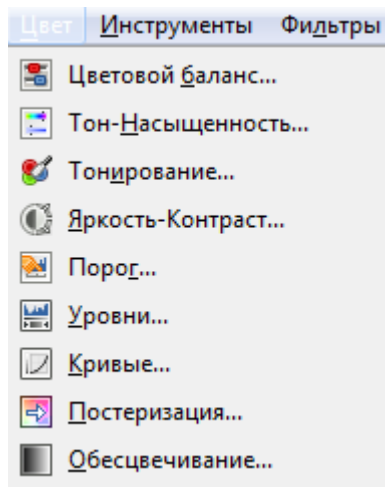 Цвет Инструменты Фильтры
Цветовой баланс...
Тон-Насыщенность...
Тонирование...
Яркость-Контраст...
Порог...
Уровни...
Кривые...
Постеризация...
Обесцвечивание...